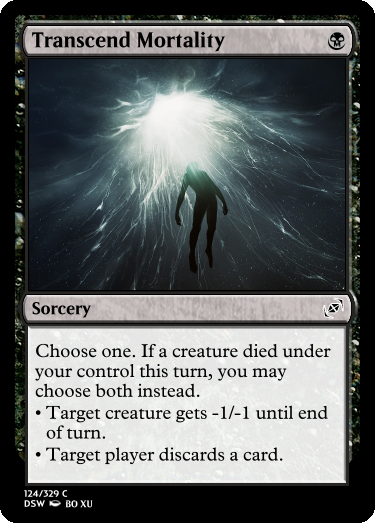 Transcend Mortality
Sorcery
Choose one. If a creature died under
your control this turn, you may
choose both instead.
• Target creature gets -1/-1 until end
of turn.
• Target player discards a card.
124/329 C
DSW BO XU